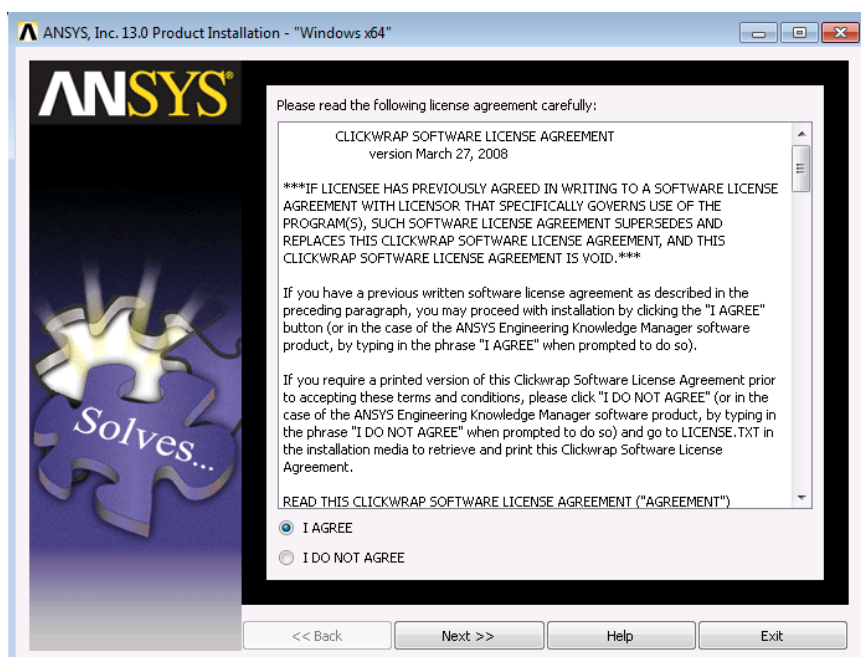 ANSYS, Inc. 13.0 Product Installation - "Windows x64"
ANSYS®
Please read the following license agreement carefully:
CLICKWRAP SOFTWARE LICENSE AGREEMENT
version March 27, 2008
***IF LICENSEE HAS PREVIOUSLY AGREED IN WRITING TO A SOFTWARE LICENSE
AGREEMENT WITH LICENSOR THAT SPECIFICALLY GOVERNS USE OF THE
PROGRAM(S), SUCH SOFTWARE LICENSE AGREEMENT SUPERSEDES AND
REPLACES THIS CLICKWRAP SOFTWARE LICENSE AGREEMENT, AND THIS
CLICKWRAP SOFTWARE LICENSE AGREEMENT IS VOID.***
If you have a previous written software license agreement as described in the
preceding paragraph, you may proceed with installation by clicking the "I AGREE"
button (or in the case of the ANSYS Engineering Knowledge Manager software
product, by typing in the phrase "I AGREE" when prompted to do so).
If you require a printed version of this Clickwrap Software License Agreement prior
to accepting these terms and conditions, please click "I DO NOT AGREE" (or in the
case of the ANSYS Engineering Knowledge Manager software product, by typing in
the phrase "I DO NOT AGREE" when prompted to do so) and go to LICENSE.TXT in
the installation media to retrieve and print this Clickwrap Software License
Agreement.
READ THIS CLICKWRAP SOFTWARE LICENSE AGREEMENT ("AGREEMENT")
Solves...
I AGREE
I DO NOT AGREE
<< Back
Next >>
Help
Exit